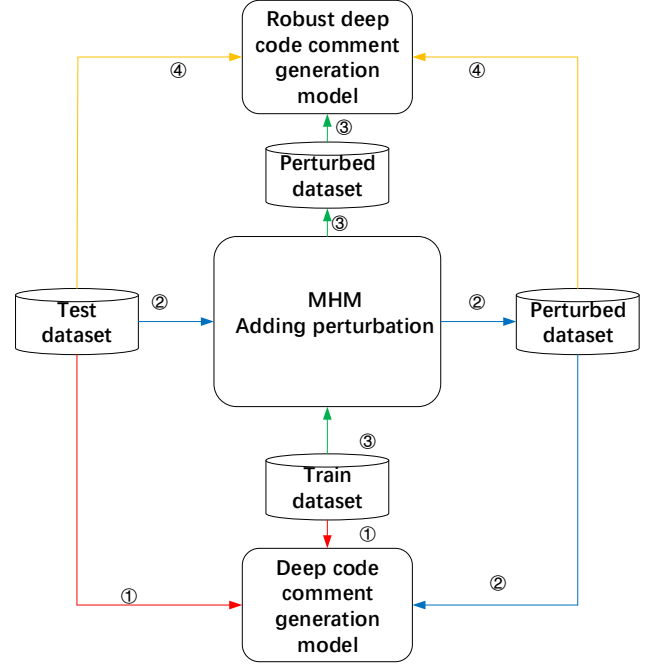 Robust deep
code comment
generation
model
④
④
③
Perturbed
dataset
③
MHM
Adding perturbation
②
②
Test
dataset
Perturbed
dataset
③
Train
dataset
①
Deep code
comment
generation
model
①
②